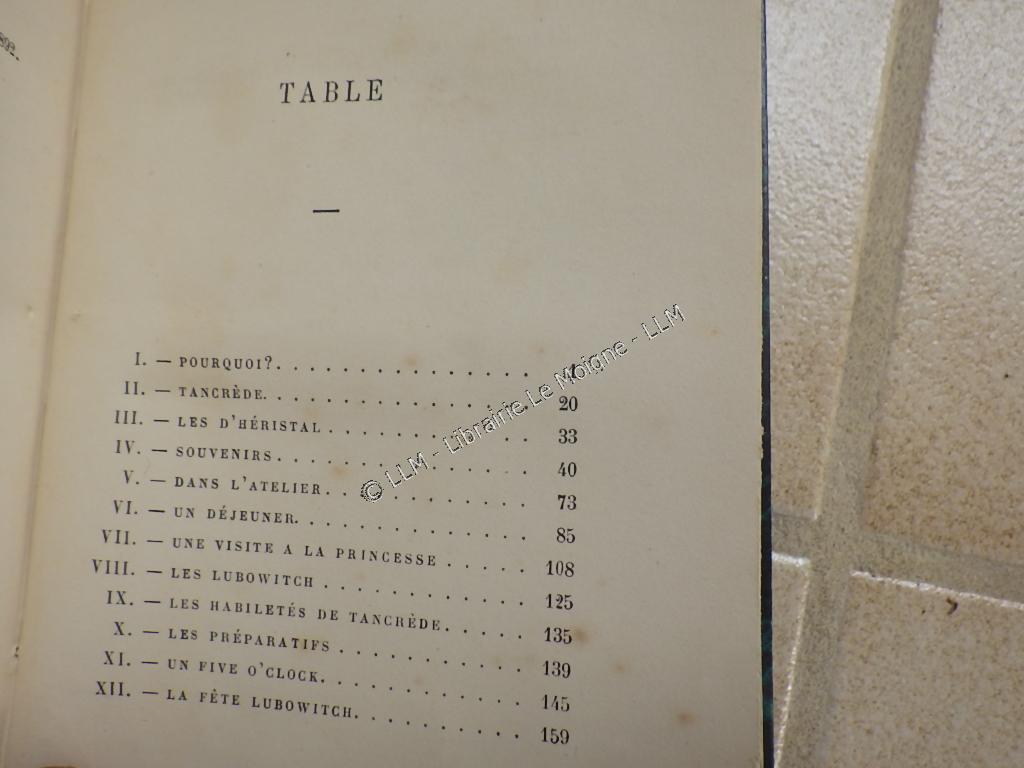 TABLE
—
I. — POURQUOI?. . . . . . . . . . . . . . . .
II. — TANCRÈDE. . . . . . . . . . . . . . . . 20
III. — LES D'HÉRISTAL . . . . . . . . . . . . . 33
IV. — SOUVENIRS . . . . . . . . . . . . . . . . 40
V. — DANS L'ATELIER. . . . . . . . . . . . . 73
VI. — UN DÉJEUNER. . . . . . . . . . . . . . 85
VII. — UNE VISITE A LA PRINCESSE . . . . . . 108
VIII. — LES LUBOWITCH . . . . . . . . . . . . . 125
IX. — LES HABILETÉS DE TANCRÈDE. . . . . . 135
X. — LES PRÉPARATIFS . . . . . . . . . . . . 139
XI. — UN FIVE O'CLOCK. . . . . . . . . . . . . 145
XII. — LA FÊTE LUBOWITCH. . . . . . . . . . . 159
© LLM - Librairie Le Moigne - LLM